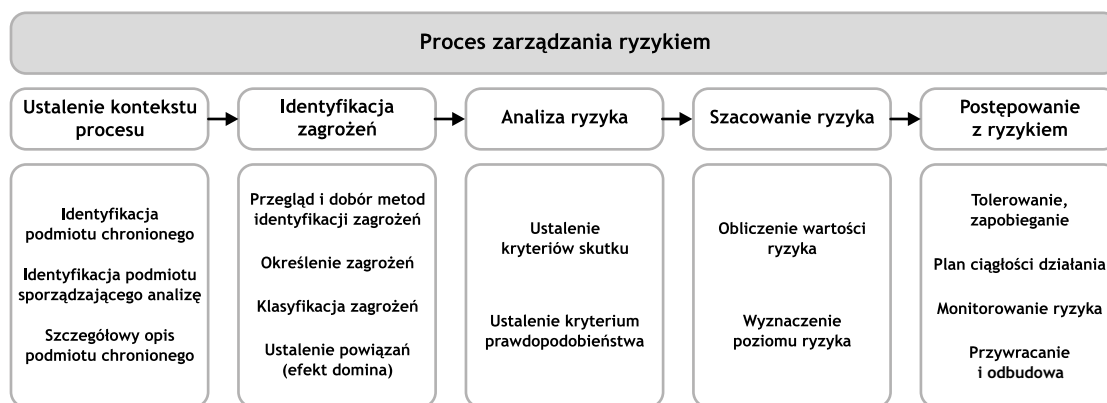 Proces zarządzania ryzykiem
Ustalenie kontekstu
procesu
Identyfikacja
zagrożeń
Analiza ryzyka
Szacowanie ryzyka
Postępowanie
z ryzykiem
Identyfikacja
podmiotu chronionego
Identyfikacja podmiotu
sporządzającego analizę
Szczegółowy opis
podmiotu chronionego
Przegląd i dobór metod
identyfikacji zagrożeń
Określenie zagrożeń
Klasyfikacja zagrożeń
Ustalenie powiązań
(efekt domina)
Ustalenie
kryteriów skutku
Ustalenie kryterium
prawdopodobieństwa
Obliczenie wartości
ryzyka
Wyznaczenie
poziomu ryzyka
Tolerowanie,
zapobieganie
Plan ciągłości działania
Monitorowanie ryzyka
Przywracanie
i odbudowa